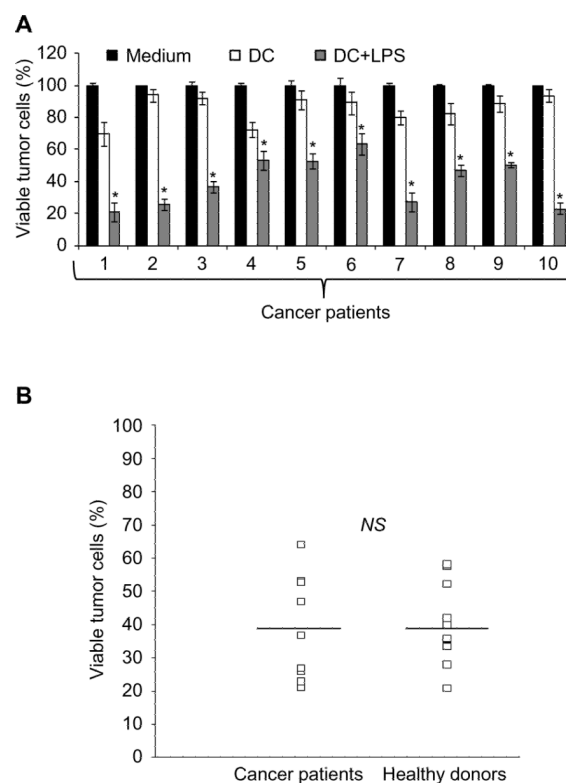 A
Medium DC DC+LPS
Viable tumor cells (%)
120
100
80
60
40
20
0
* * * * * * * * * *
1 2 3 4 5 6 7 8 9 10
Cancer patients
B
Viable tumor cells (%)
100
90
80
70
60
50
40
30
20
10
0
NS
Cancer patients Healthy donors